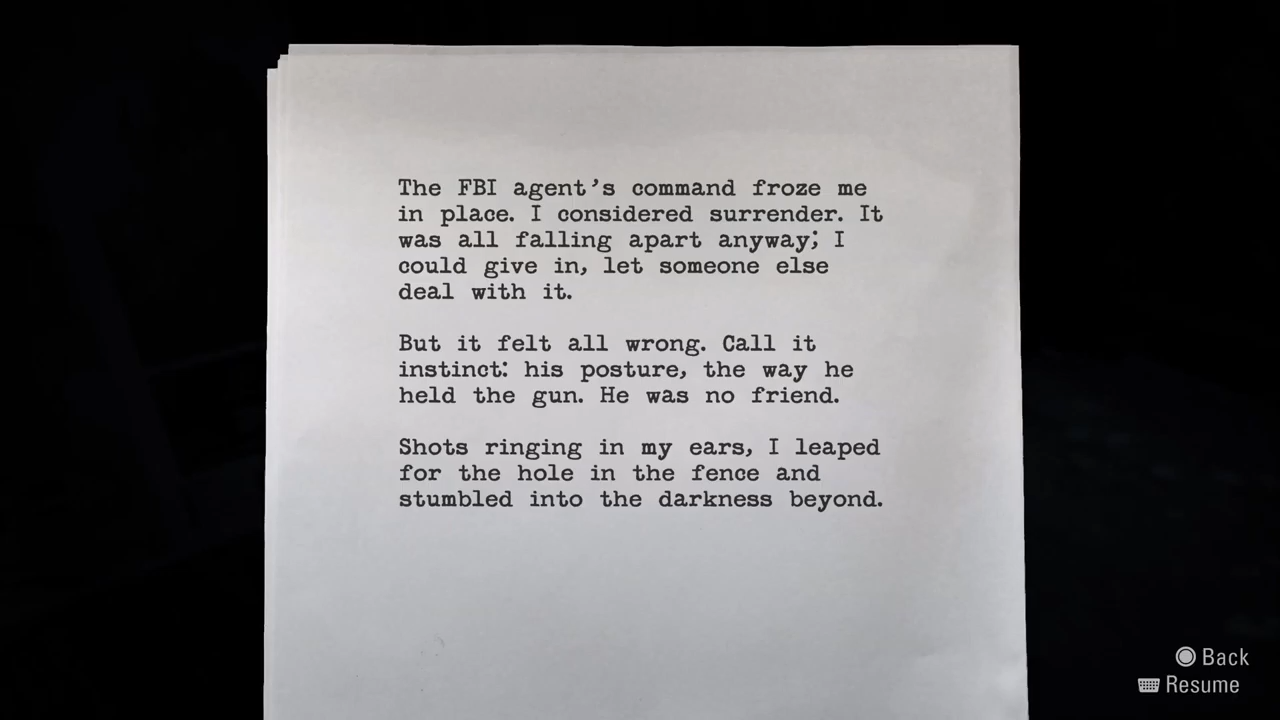 The FBI agent’s command froze me
in place. I considered surrender. It
was all falling apart anyway; I
could give in, let someone else
deal with it.
But it felt all wrong. Call it
instinct: his posture, the way he
held the gun. He was no friend.
Shots ringing in my ears, I leaped
for the hole in the fence and
stumbled into the darkness beyond.
Back
Resume